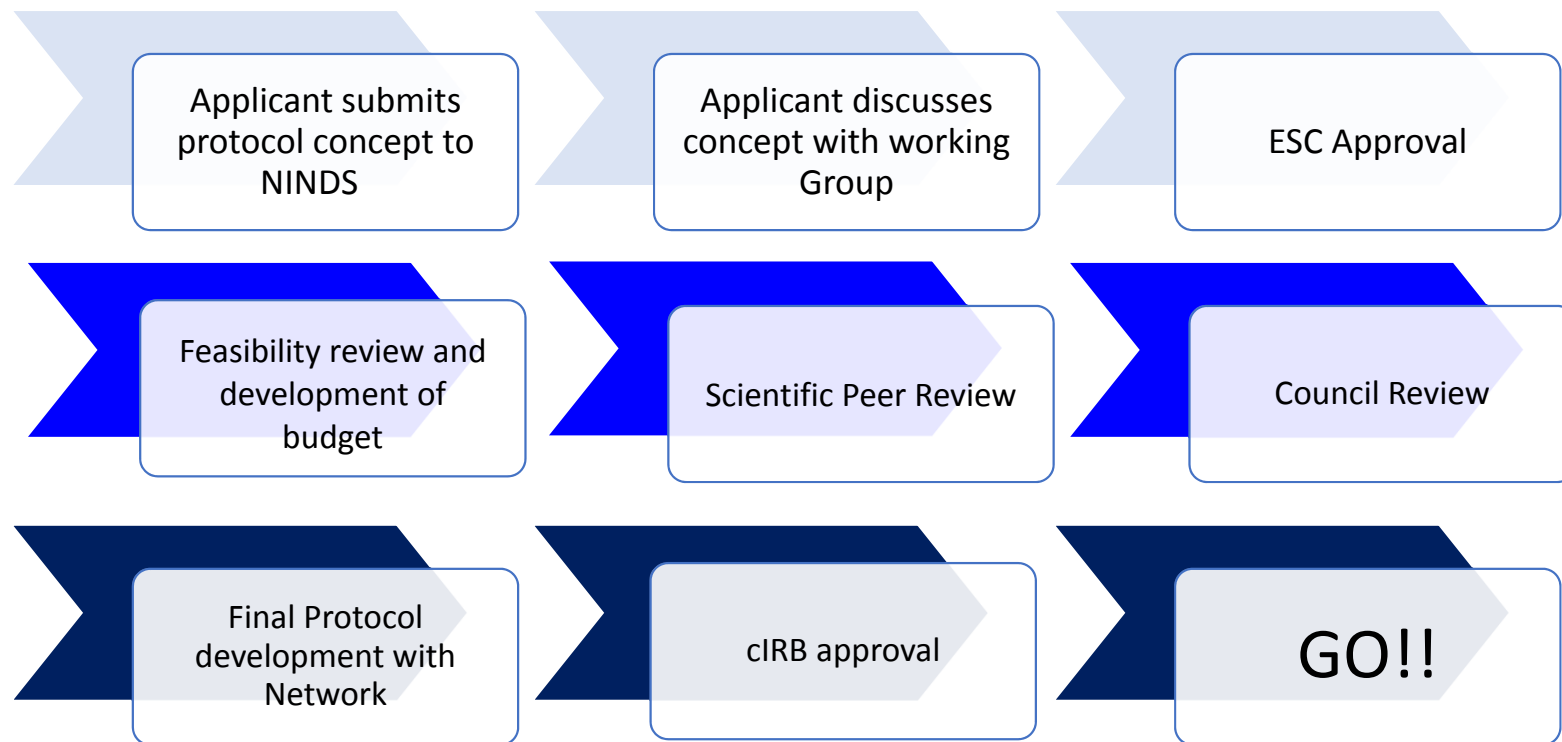 Applicant submits
protocol concept to
NINDS
Applicant discusses
concept with working
Group
ESC Approval
Feasibility review and
development of
budget
Scientific Peer Review
Council Review
Final Protocol
development with
Network
cIRB approval
GO!!